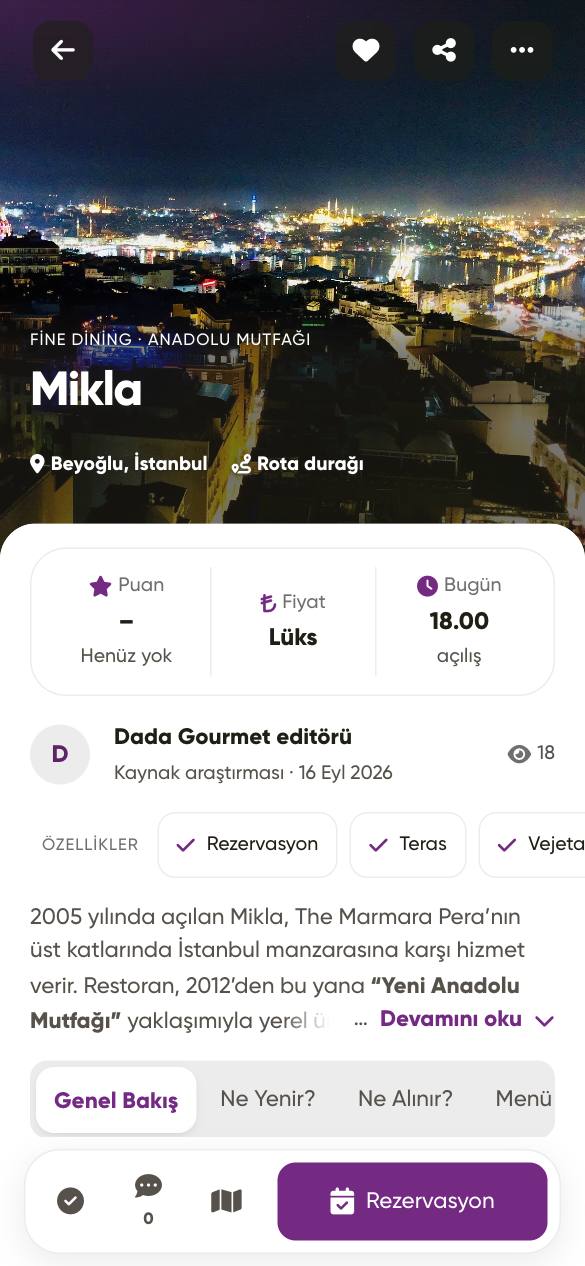 FİNE DİNİNG · ANADOLU MUTFAĞI
Mikla
Beyoğlu, İstanbul Rota durağı
Puan
–
Henüz yok
Fiyat
Lüks
Bugün
18.00
açılış
D
Dada Gourmet editörü
Kaynak araştırması · 16 Eyl 2026
18
ÖZELLİKLER Rezervasyon Teras Vejeta
2005 yılında açılan Mikla, The Marmara Pera’nın
üst katlarında İstanbul manzarasına karşı hizmet
verir. Restoran, 2012’den bu yana “Yeni Anadolu
Mutfağı” yaklaşımıyla yerel ür ... Devamını oku
Genel Bakış Ne Yenir? Ne Alınır? Menü
0
Rezervasyon